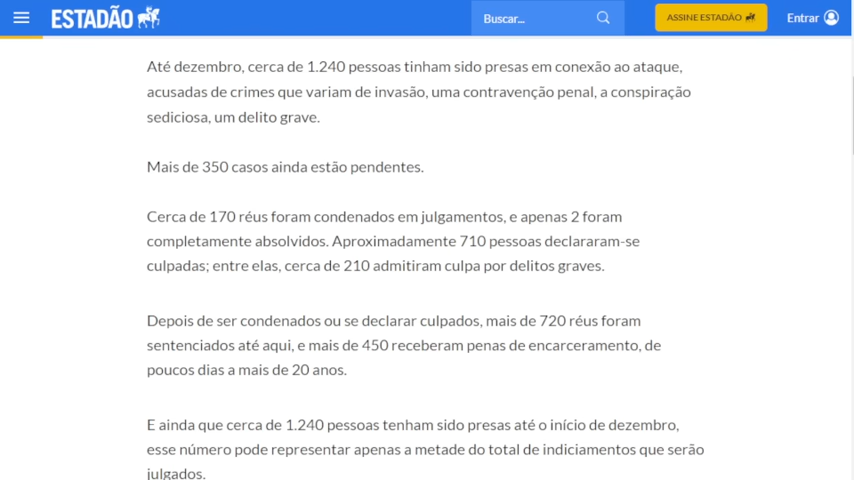 ESTADÃO
Buscar...
ASSINE ESTADÃO
Entrar
Até dezembro, cerca de 1.240 pessoas tinham sido presas em conexão ao ataque,
acusadas de crimes que variam de invasão, uma contravenção penal, a conspiração
sediciosa, um delito grave.
Mais de 350 casos ainda estão pendentes.
Cerca de 170 réus foram condenados em julgamentos, e apenas 2 foram
completamente absolvidos. Aproximadamente 710 pessoas declararam-se
culpadas; entre elas, cerca de 210 admitiram culpa por delitos graves.
Depois de ser condenados ou se declarar culpados, mais de 720 réus foram
sentenciados até aqui, e mais de 450 receberam penas de encarceramento, de
poucos dias a mais de 20 anos.
E ainda que cerca de 1.240 pessoas tenham sido presas até o início de dezembro,
esse número pode representar apenas a metade do total de indiciamentos que serão
julgados.